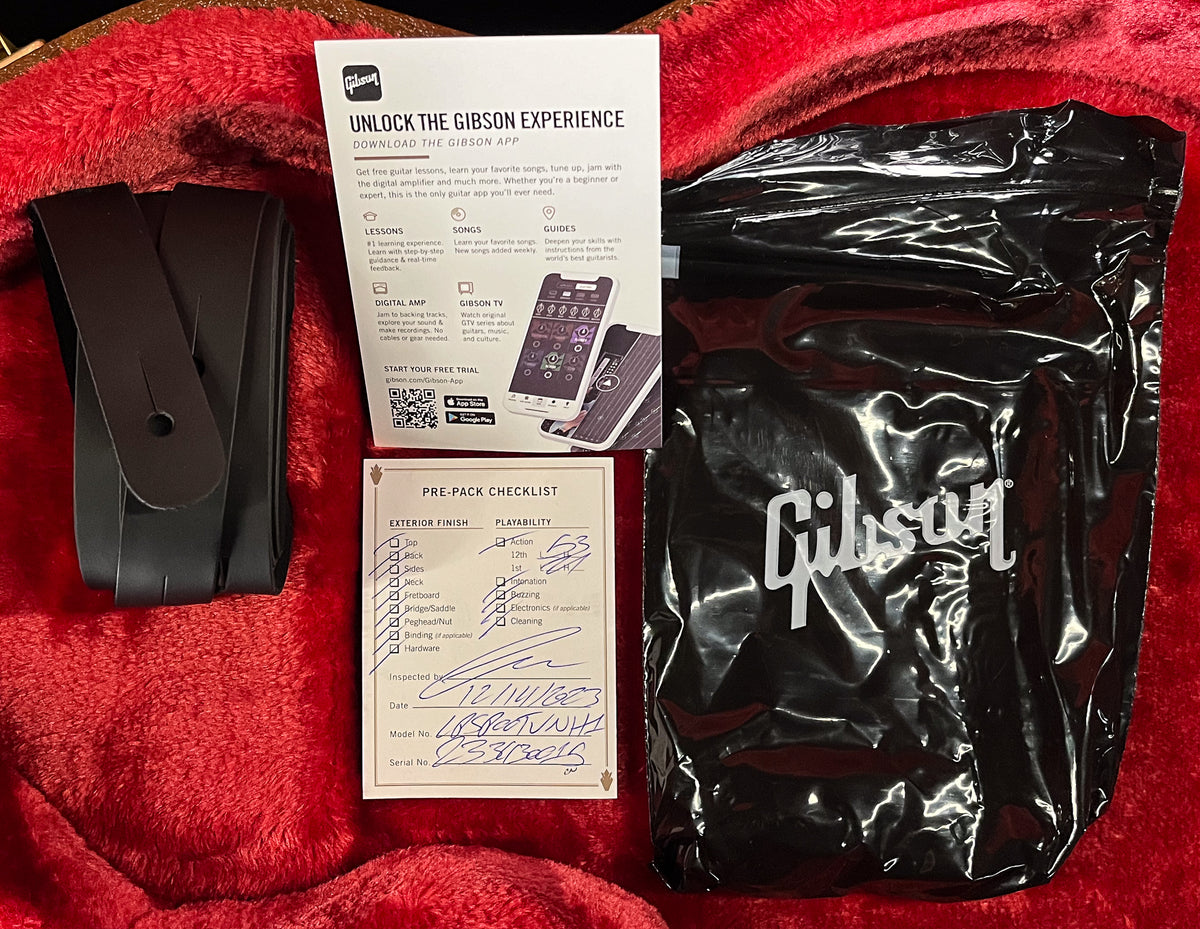 Gibson
UNLOCK THE GIBSON EXPERIENCE
DOWNLOAD THE GIBSON APP
Get free guitar lessons, learn your favorite songs, tune up, jam with
the digital amplifier and much more. Whether you're a beginner or
expert, this is the only guitar app you'll ever need.
LESSONS
#1 learning experience.
Learn with step-by-step
guidance & real-time
feedback.
SONGS
Learn your favorite songs.
New songs added weekly.
GUIDES
Deepen your skills with
instructions from the
world's best guitarists.
DIGITAL AMP
Jam to backing tracks,
explore your sound &
make recordings. No
cables or gear needed.
GIBSON TV
Watch original
GTV series about
guitars, music,
and culture.
START YOUR FREE TRIAL
gibson.com/Gibson-App
Download on the
App Store
GET IT ON
Google Play
PRE-PACK CHECKLIST
EXTERIOR FINISH
Top
Back
Sides
Neck
Fretboard
Bridge/Saddle
Peghead/Nut
Binding (if applicable)
Hardware
PLAYABILITY
Action
12th
1st
Intonation
Buzzing
Electronics (if applicable)
Cleaning
Inspected by
Date 12/14/2023
Model No.
Serial No.
Gibson®